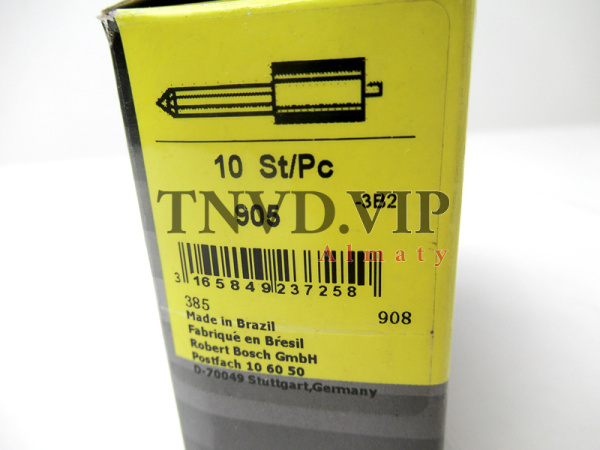 10 St/Pc
905 -3B2
TNVD.VIP
Almaty
3 165849 237258
385
908
Made in Brazil
Fabriqué en Brésil
Robert Bosch GmbH
Postfach 10 60 50
D-70049 Stuttgart,Germany